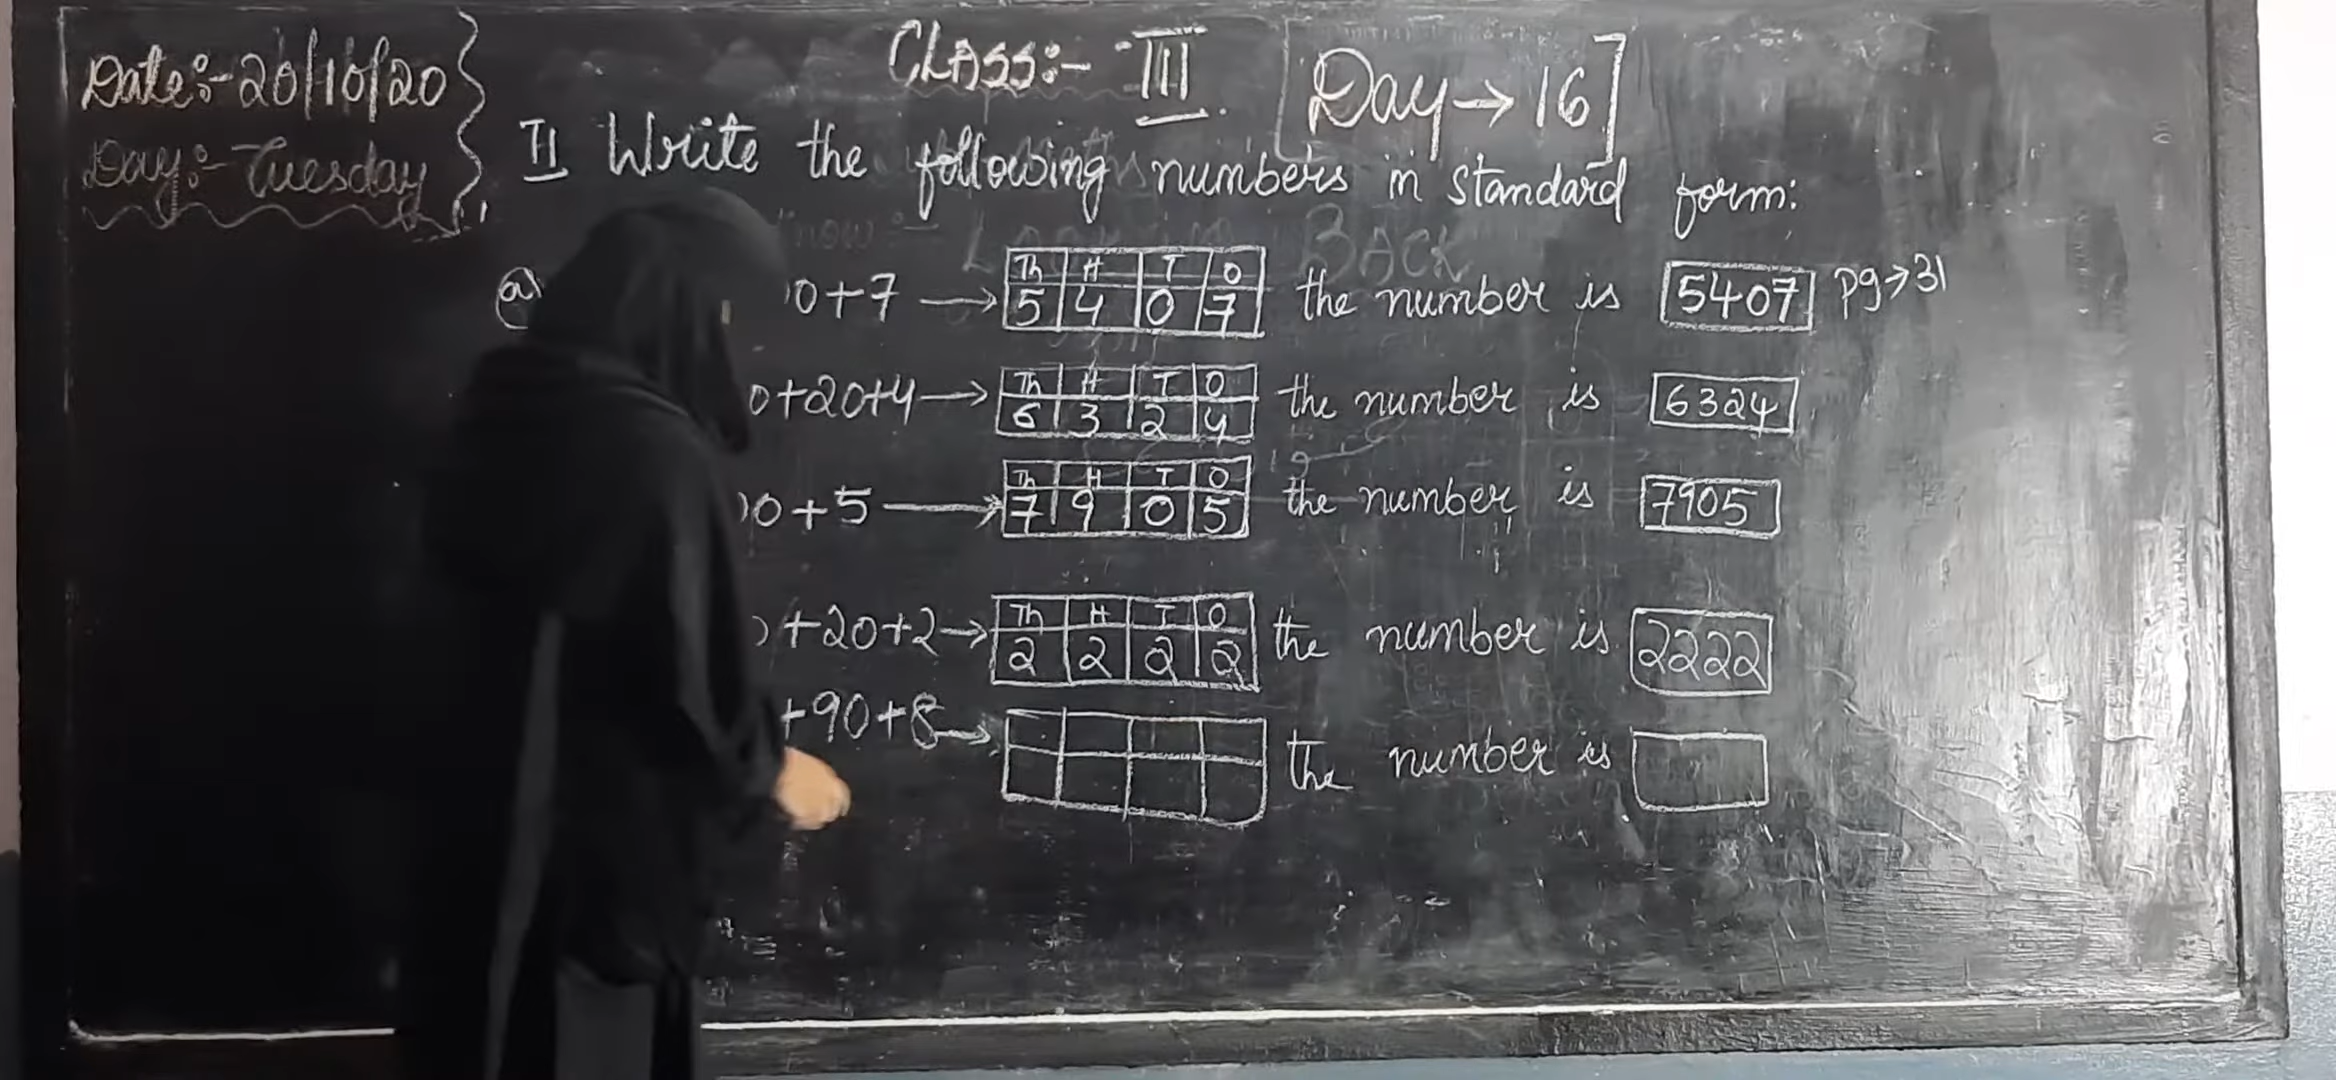 Date:-20/10/20
Day:-Tuesday
CLASS:- III
[Day→16]
II Write the following numbers in standard form:
BACK
a) 0+7 → Th H T O 5 4 0 7 the number is 5407 pg→31
0+20+4 → Th H T O 6 3 2 4 the number is 6324
0+5 → Th H T O 7 9 0 5 the number is 7905
+20+2 → Th H T O 2 2 2 2 the number is 2222
+90+8 → the number is